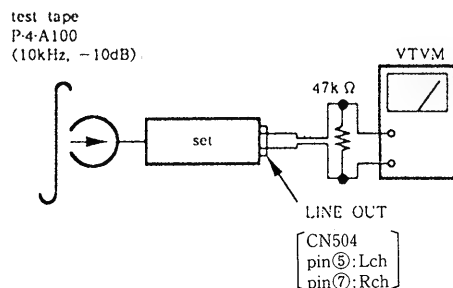 test tape
P-4-A100
(10kHz, −10dB)
VTVM
47k Ω
set
LINE OUT
CN504
pin⑤:Lch
pin⑦:Rch